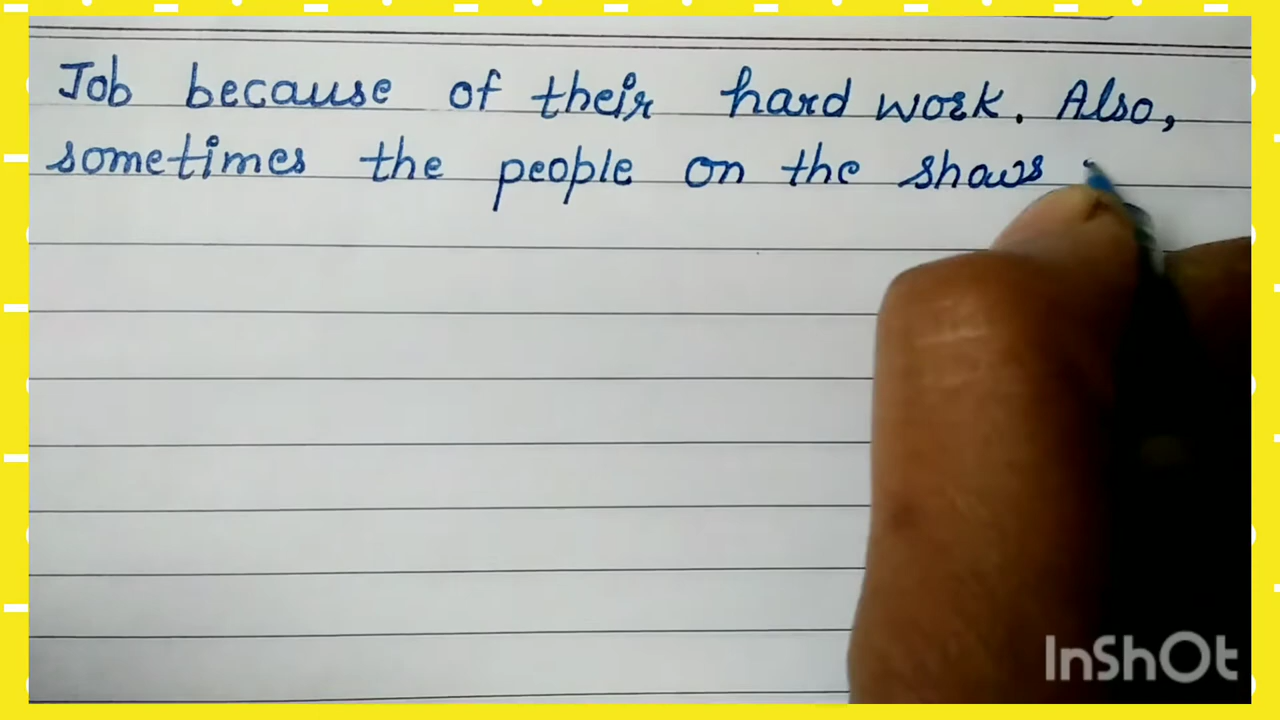 Job because of their hard work. Also,
sometimes the people on the shows
InShOt